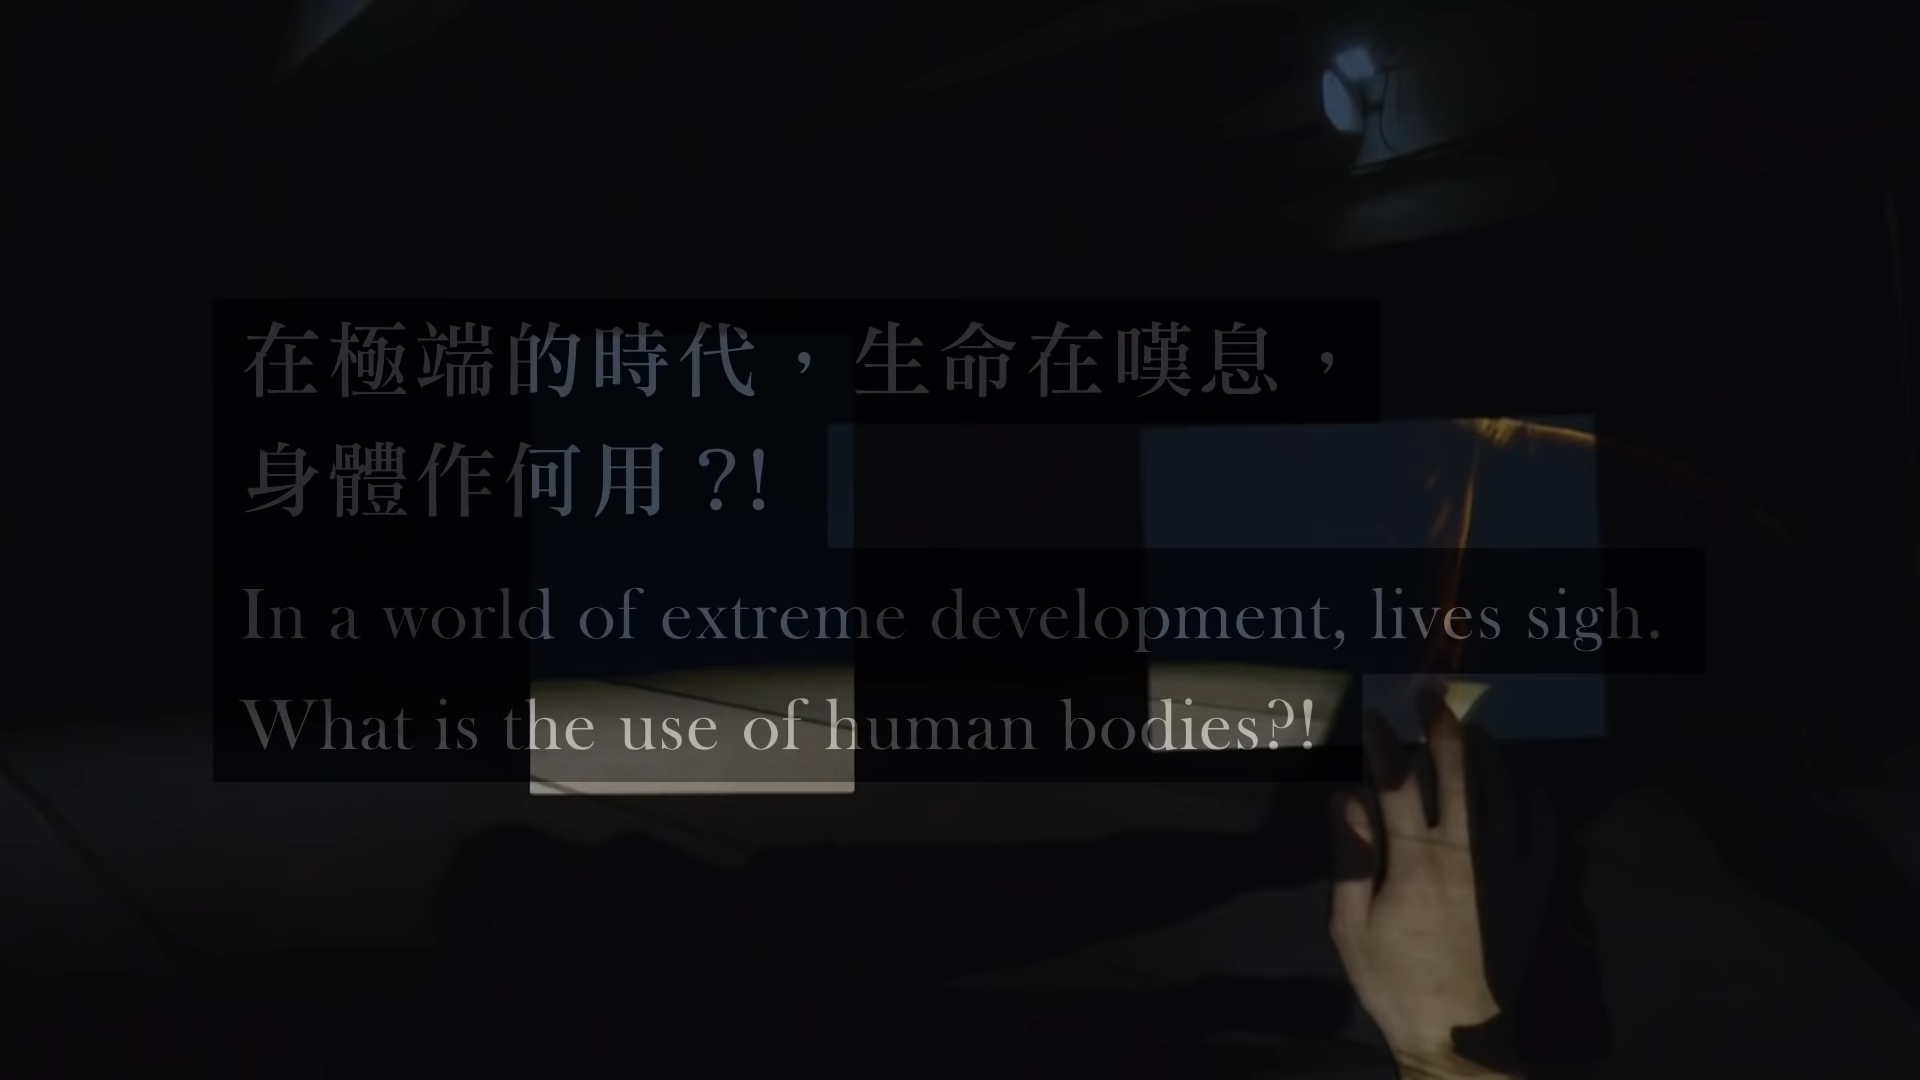 在極端的時代，生命在嘆息，
身體作何用？!
In a world of extreme development, lives sigh.
What is the use of human bodies?!